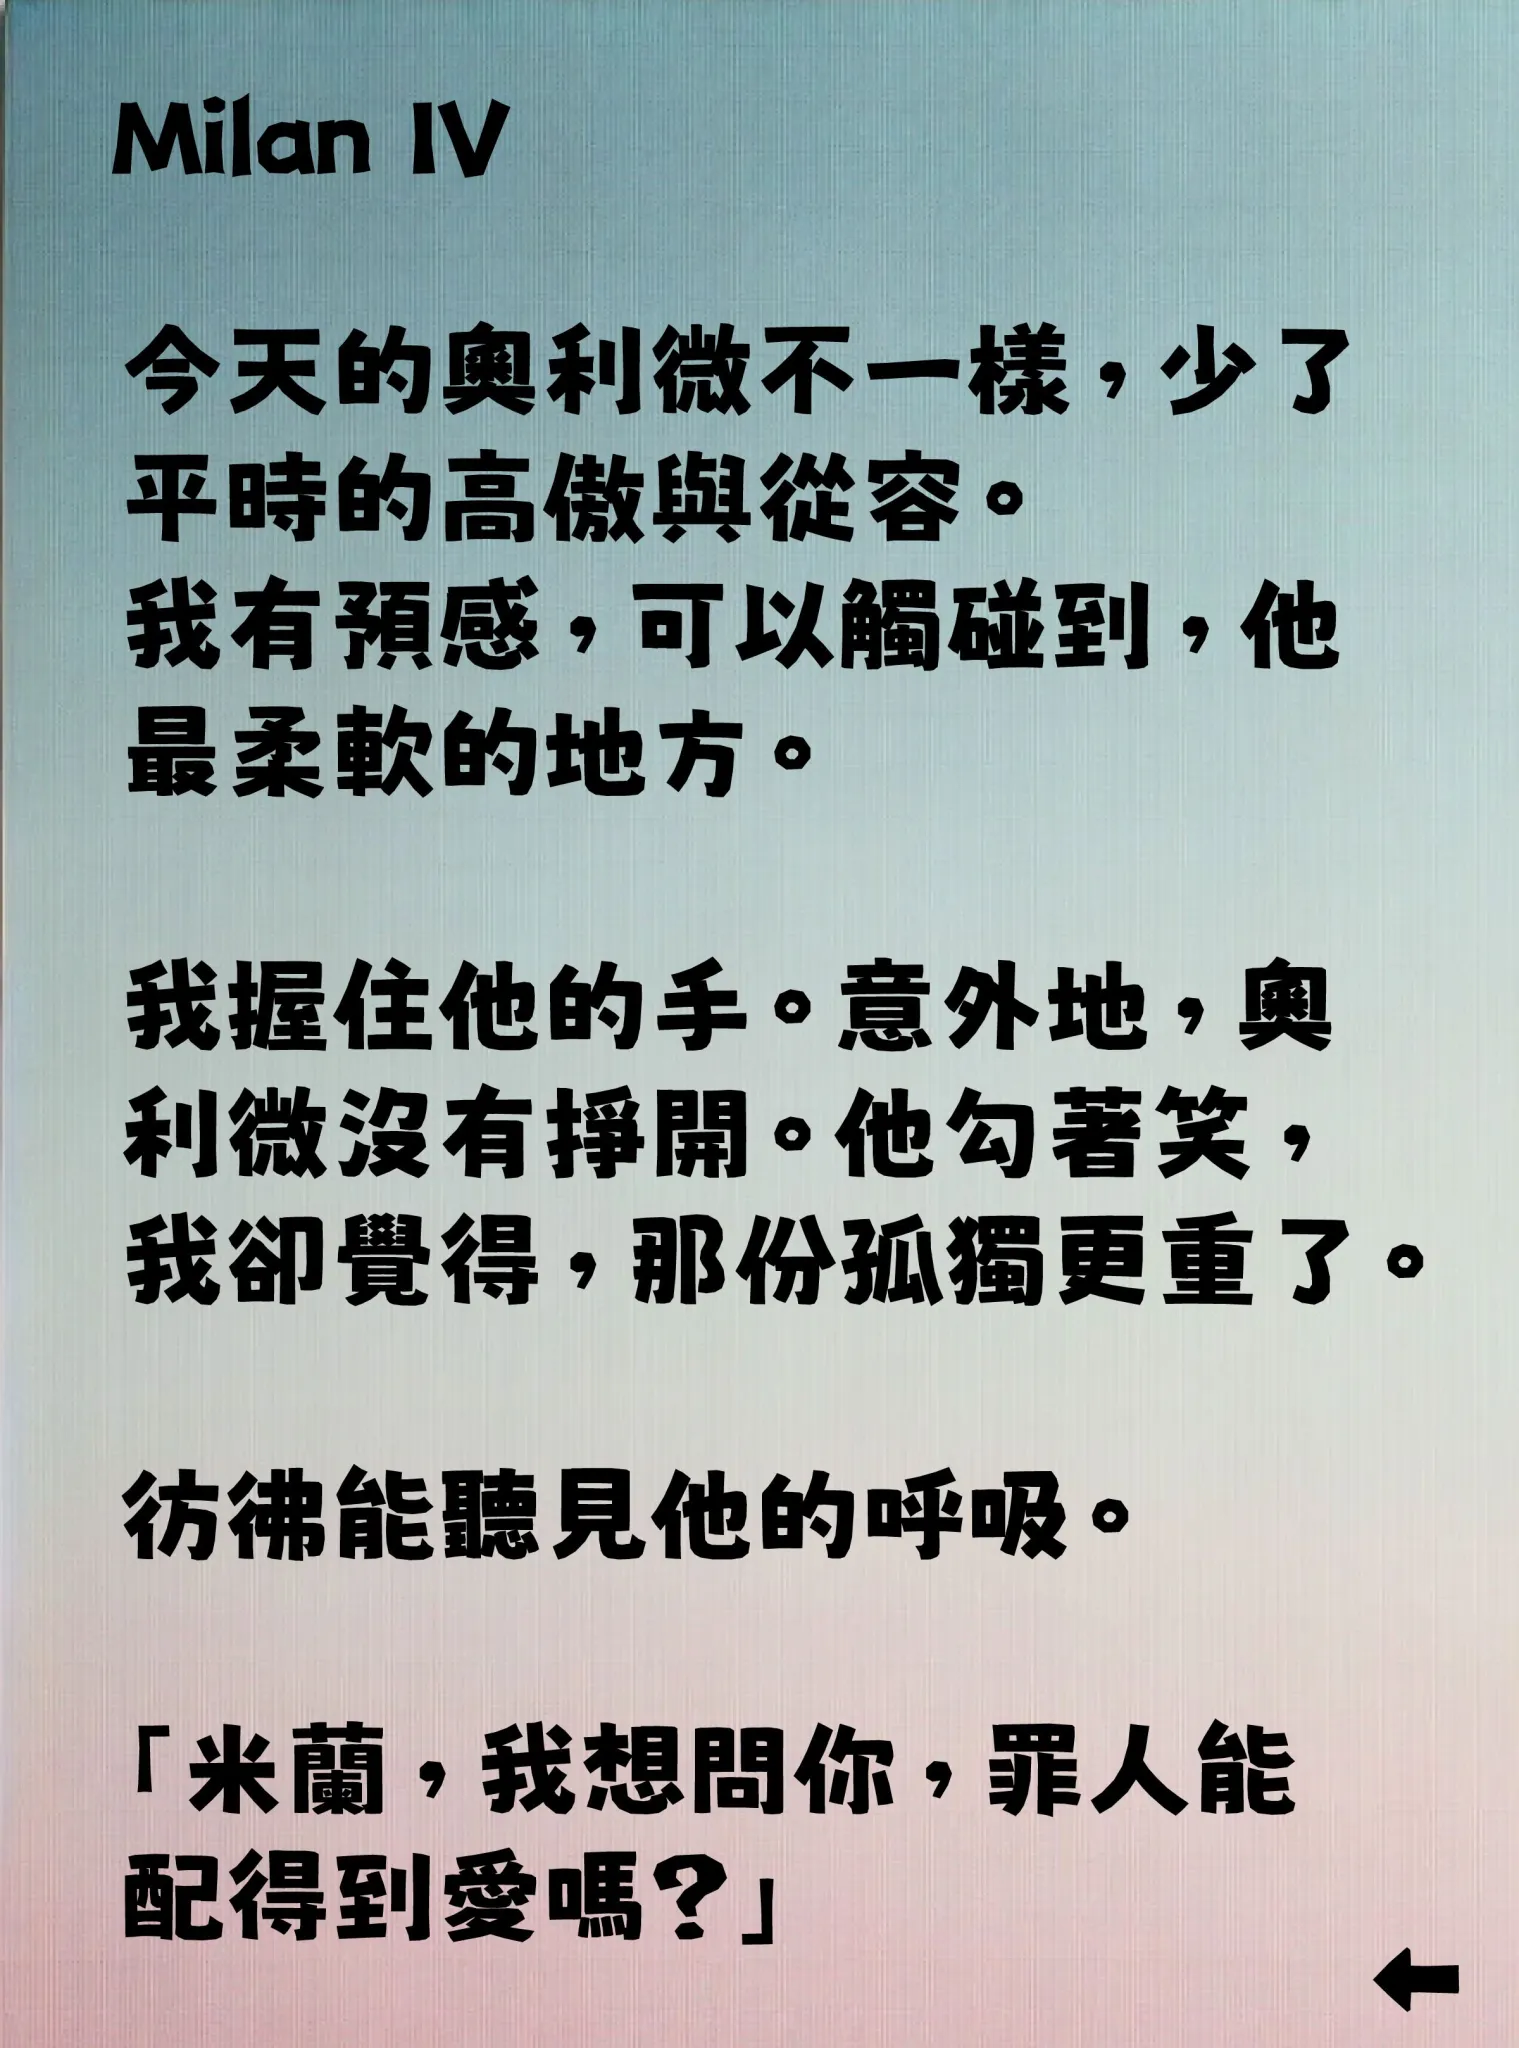 Milan IV
今天的奧利微不一樣，少了
平時的高傲與從容。
我有預感，可以觸碰到，他
最柔軟的地方。
我握住他的手。意外地，奧
利微沒有掙開。他勾著笑，
我卻覺得，那份孤獨更重了。
彷彿能聽見他的呼吸。
「米蘭，我想問你，罪人能
配得到愛嗎？」